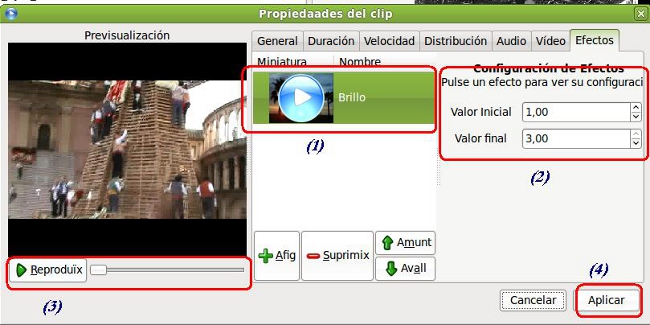 Propiedaades del clip
Previsualización
General Duración Velocidad Distribución Audio Vídeo Efectos
Miniatura Nombre
Brillo
(1)
Configuración de Efectos
Pulse un efecto para ver su configuraci
Valor Inicial 1,00
Valor final 3,00
(2)
Afig Suprimix Amunt
Avall
Reproduïx
(3)
(4)
Cancelar Aplicar